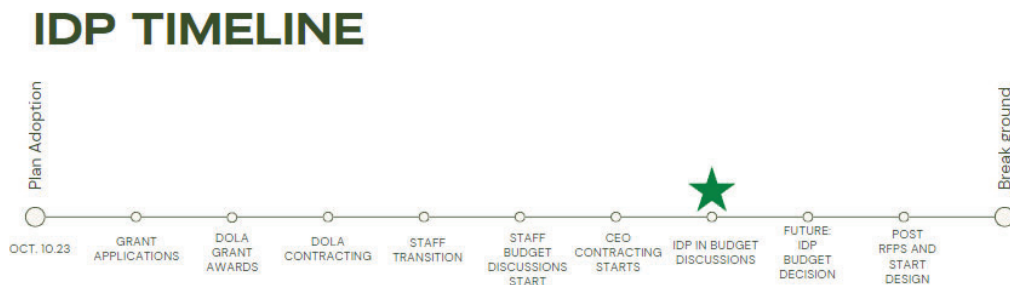 IDP TIMELINE
Plan Adoption
Break ground
OCT. 10.23
GRANT
APPLICATIONS
DOLA
GRANT
AWARDS
DOLA
CONTRACTING
STAFF
TRANSITION
STAFF
BUDGET
DISCUSSIONS
START
CEO
CONTRACTING
STARTS
IDP IN BUDGET
DISCUSSIONS
FUTURE:
IDP
BUDGET
DECISION
POST
RFPS AND
START
DESIGN